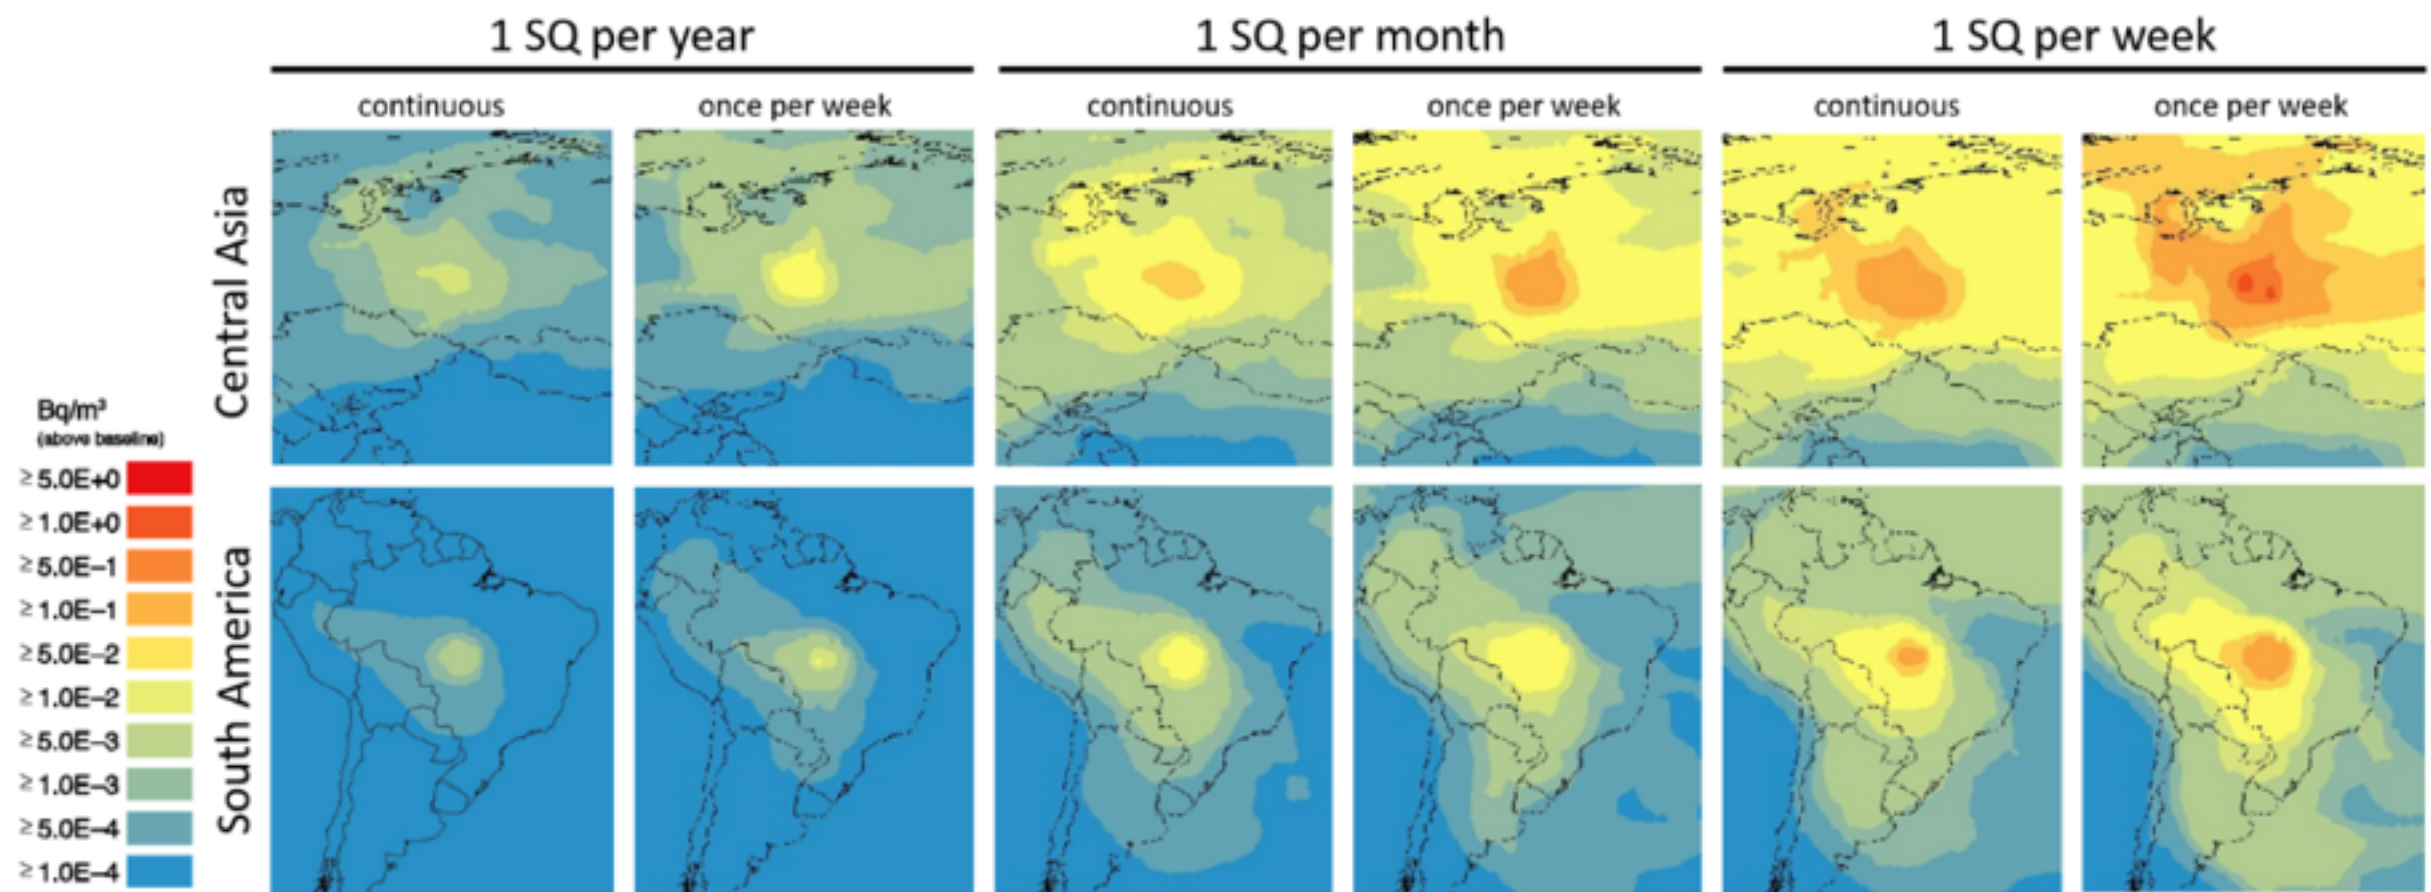 1 SQ per year
1 SQ per month
1 SQ per week
continuous
once per week
continuous
once per week
continuous
once per week
Central Asia
South America
Bq/m³
(above baseline)
≥ 5.0E+0
≥ 1.0E+0
≥ 5.0E–1
≥ 1.0E–1
≥ 5.0E–2
≥ 1.0E–2
≥ 5.0E–3
≥ 1.0E–3
≥ 5.0E–4
≥ 1.0E–4